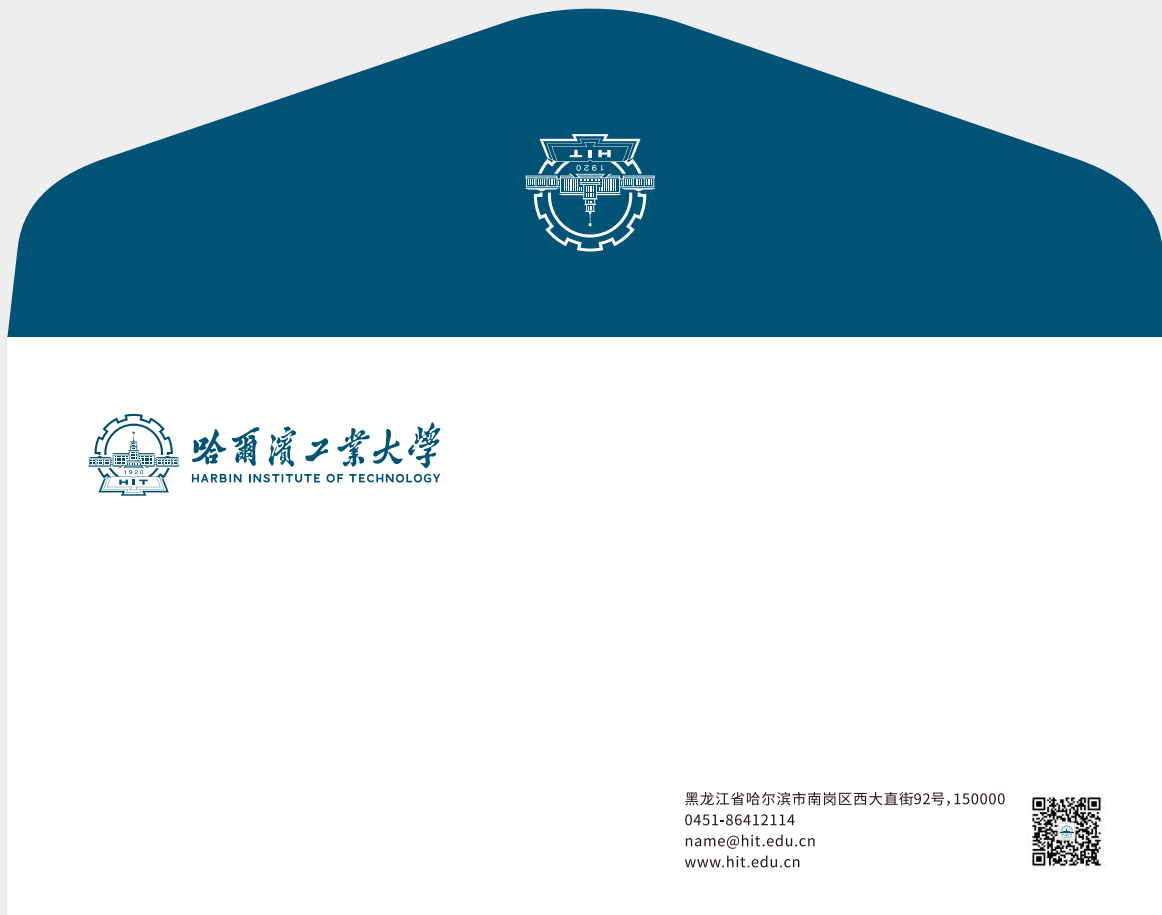 HIT
1920
哈爾濱工業大學
HARBIN INSTITUTE OF TECHNOLOGY
1920
HIT
黑龙江省哈尔滨市南岗区西大直街92号，150000
0451-86412114
name@hit.edu.cn
www.hit.edu.cn